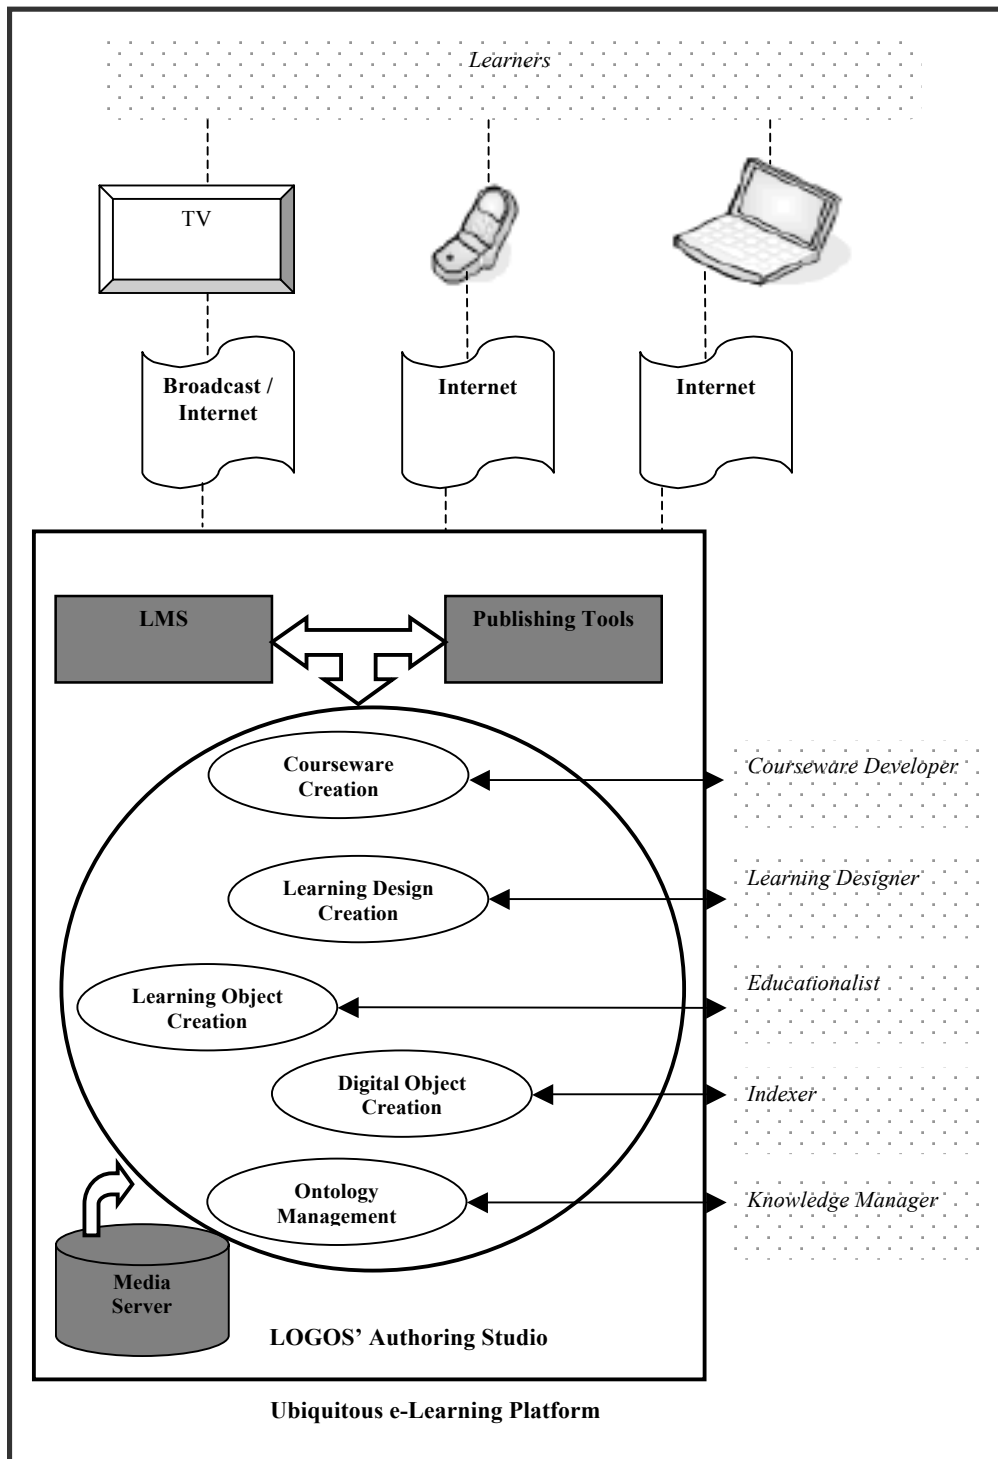 Learners
TV
Broadcast /
Internet
Internet
Internet
LMS
Publishing Tools
Courseware
Creation
Courseware Developer
Learning Design
Creation
Learning Designer
Learning Object
Creation
Educationalist
Digital Object
Creation
Indexer
Ontology
Management
Knowledge Manager
Media
Server
LOGOS’ Authoring Studio
Ubiquitous e-Learning Platform